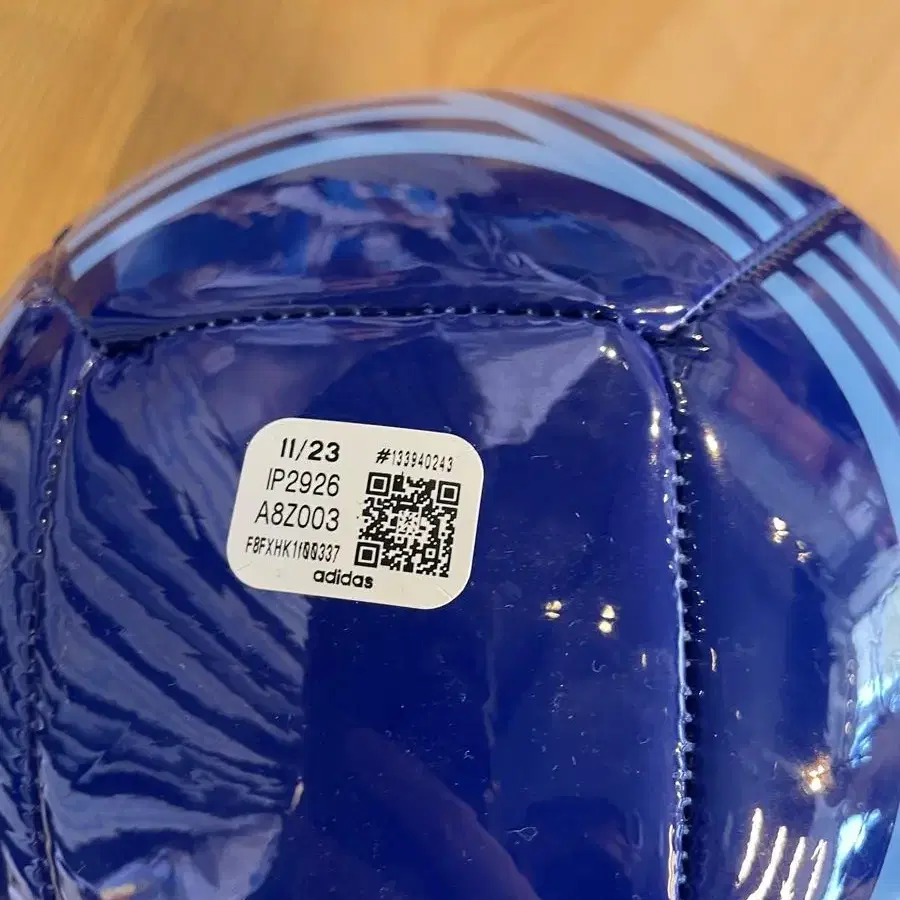 11/23 #133940243
IP2926
A8Z003
F8FXHK1100337
adidas